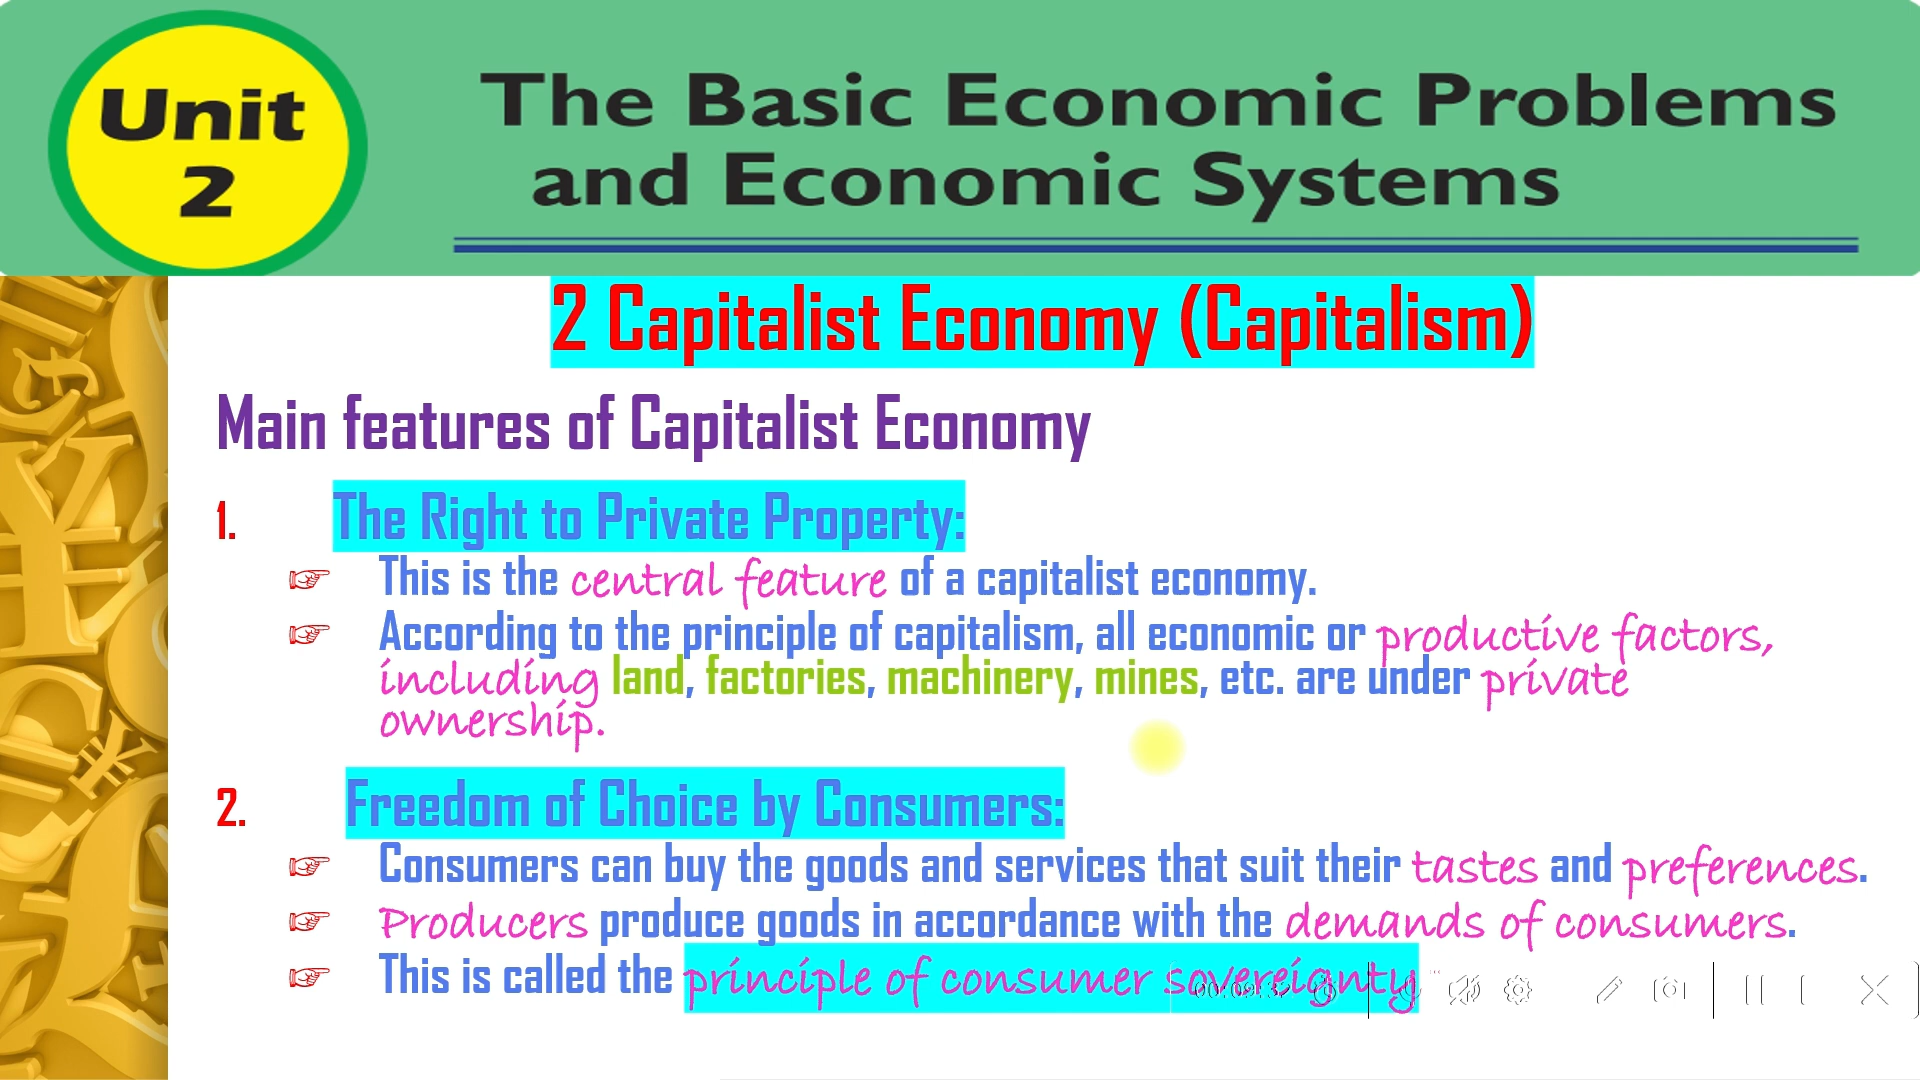 Unit
2
The Basic Economic Problems
and Economic Systems
2 Capitalist Economy (Capitalism)
Main features of Capitalist Economy
1. The Right to Private Property:
☞ This is the central feature of a capitalist economy.
☞ According to the principle of capitalism, all economic or productive factors,
including land, factories, machinery, mines, etc. are under private
ownership.
2. Freedom of Choice by Consumers:
☞ Consumers can buy the goods and services that suit their tastes and preferences.
☞ Producers produce goods in accordance with the demands of consumers.
☞ This is called the principle of consumer sovereignty